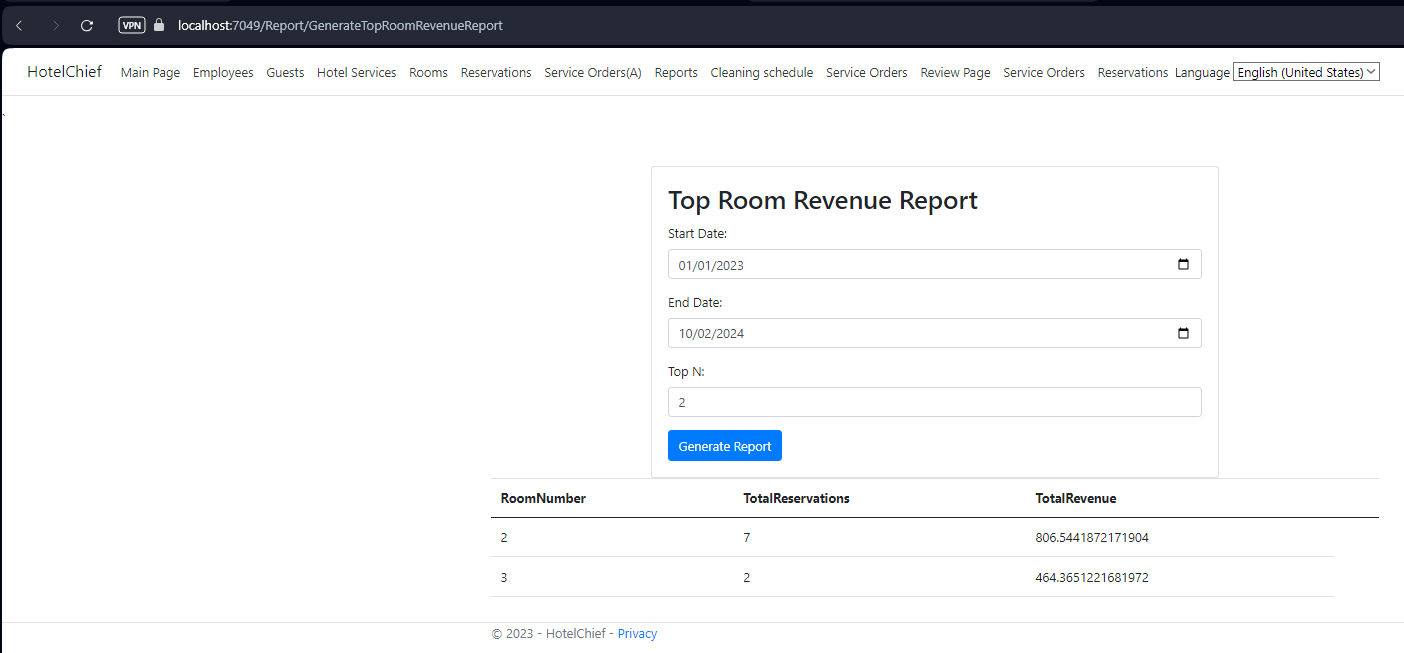 VPN localhost:7049/Report/GenerateTopRoomRevenueReport
HotelChief Main Page Employees Guests Hotel Services Rooms Reservations Service Orders(A) Reports Cleaning schedule Service Orders Review Page Service Orders Reservations Language English (United States)
`
Top Room Revenue Report
Start Date:
01/01/2023
End Date:
10/02/2024
Top N:
2
Generate Report
RoomNumber TotalReservations TotalRevenue
2 7 806.5441872171904
3 2 464.3651221681972
© 2023 - HotelChief - Privacy